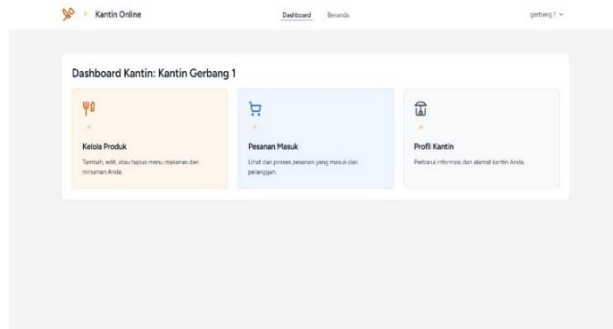 Kantin Online
Dashboard
Beranda
gerbang 1
Dashboard Kantin: Kantin Gerbang 1
Kelola Produk
Tambah, edit, atau hapus menu makanan dan
minuman Anda.
Pesanan Masuk
Lihat dan proses pesanan yang masuk dari
pelanggan.
Profil Kantin
Perbarui informasi dan alamat kantin Anda.